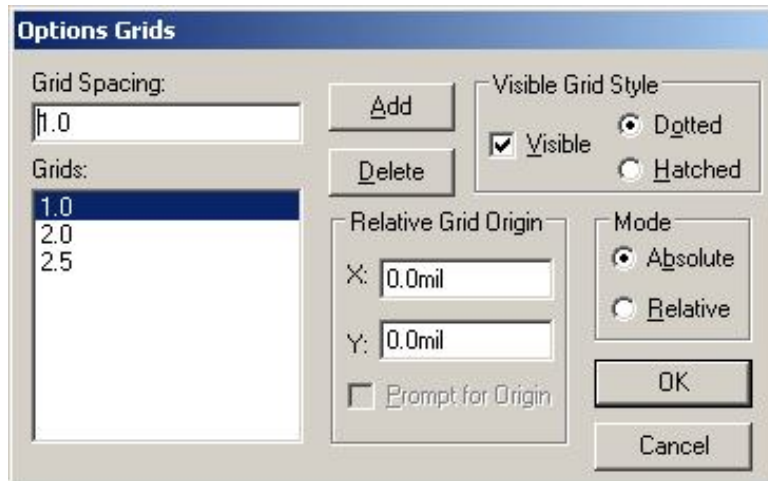 Options Grids
Grid Spacing:
1.0
Grids:
1.0
2.0
2.5
Add
Delete
Visible Grid Style
Visible
Dotted
Hatched
Relative Grid Origin
X: 0.0mil
Y: 0.0mil
Prompt for Origin
Mode
Absolute
Relative
OK
Cancel